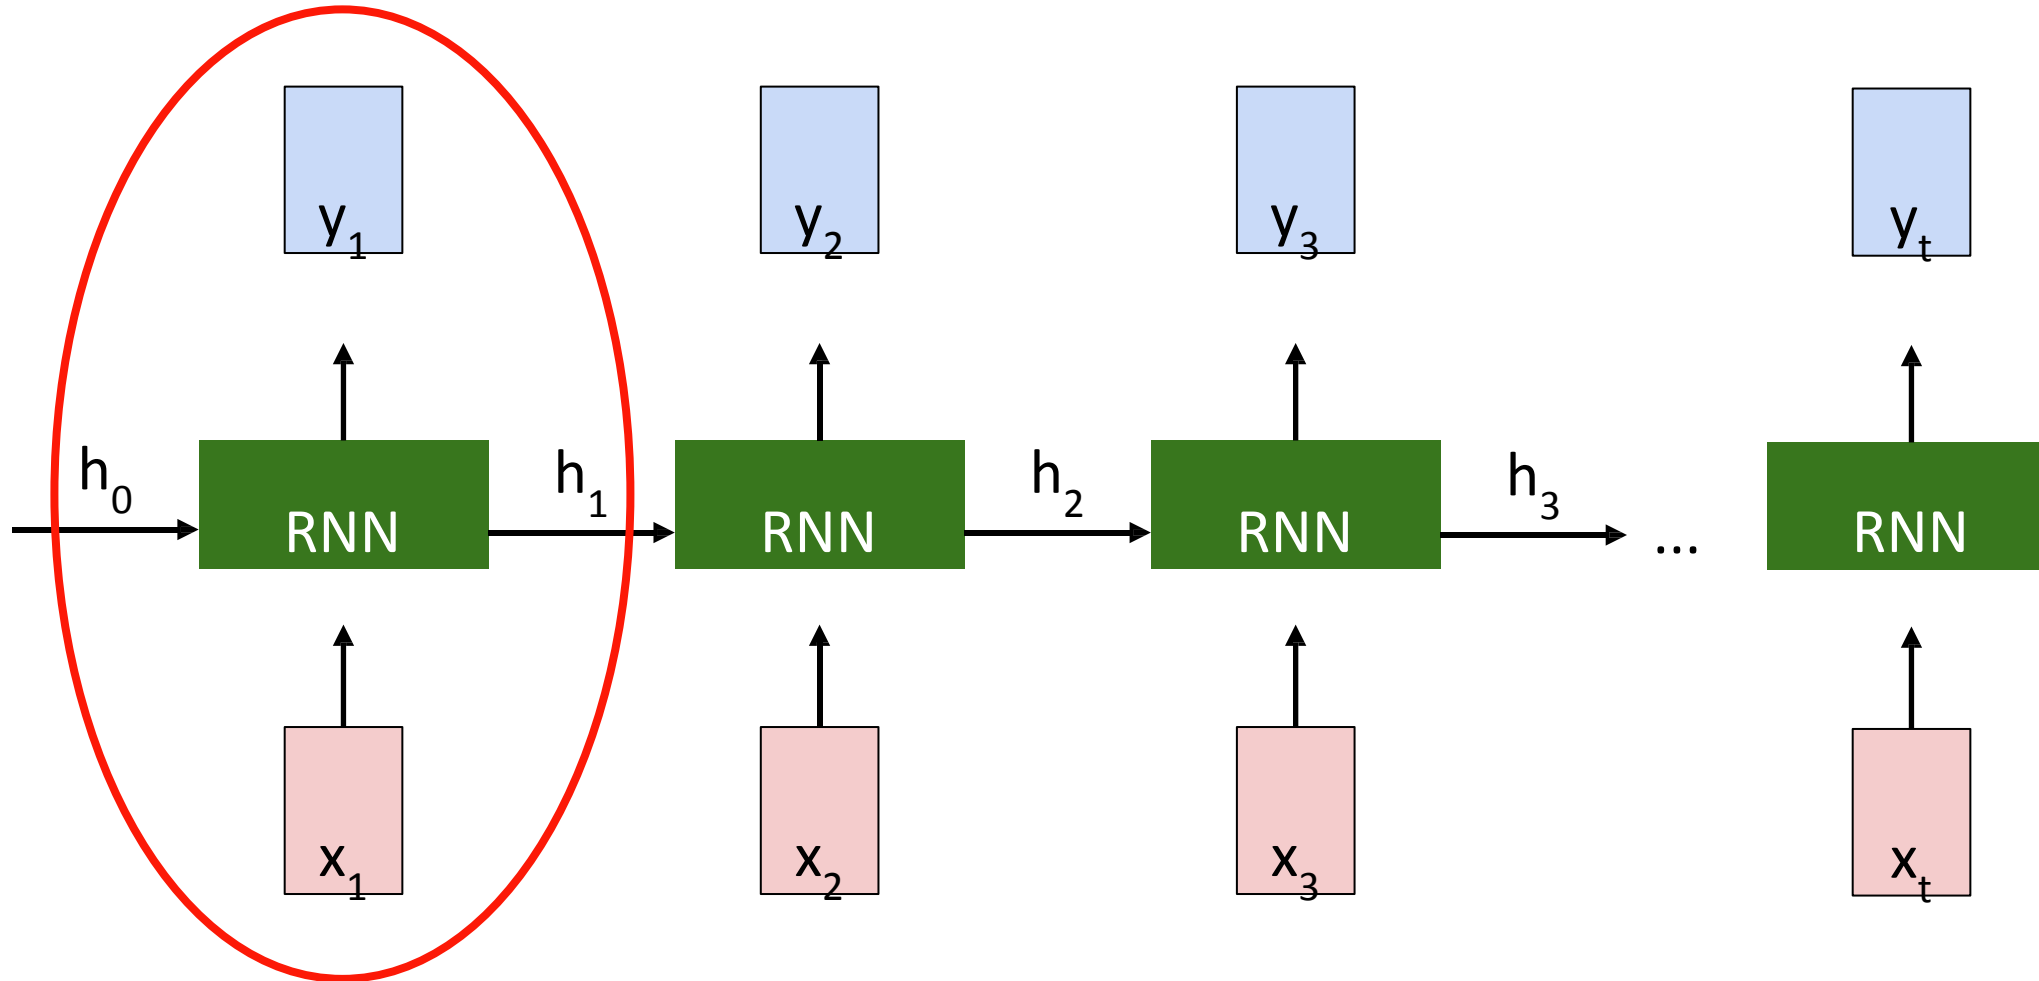 y1 y2 y3 yt
h0 h1 h2 h3
RNN RNN RNN ... RNN
x1 x2 x3 xt